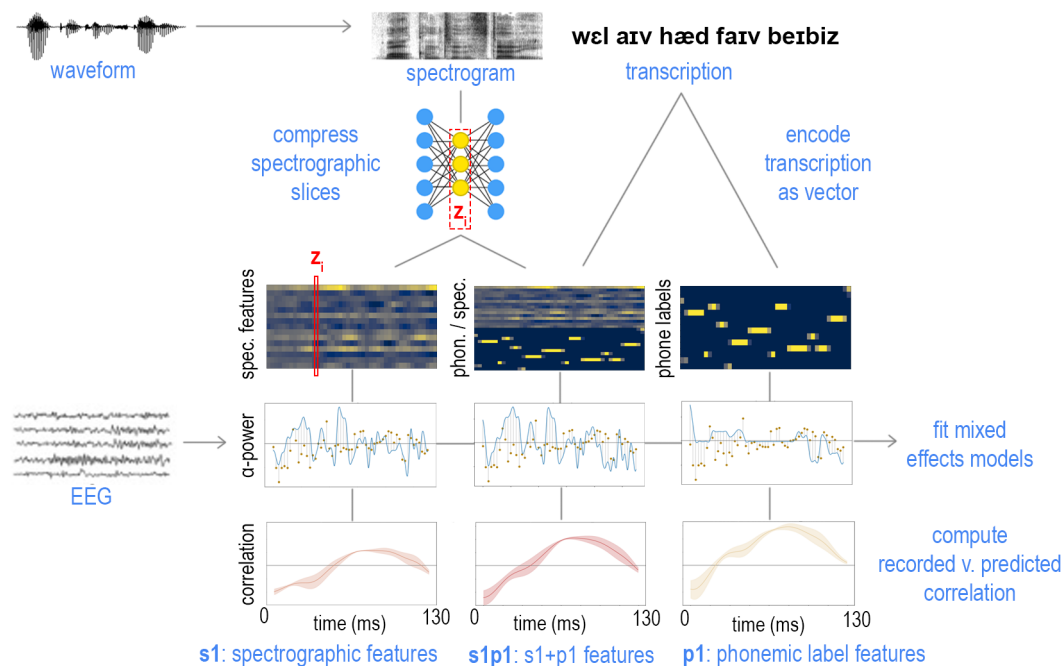 wɛl aɪv hæd faɪv beɪbiz
waveform
spectrogram
transcription
compress
spectrographic
slices
z_i
encode
transcription
as vector
z_i
spec. features
phon. / spec.
phone labels
EEG
α-power
fit mixed
effects models
correlation
compute
recorded v. predicted
correlation
0
130
time (ms)
0
130
time (ms)
0
130
time (ms)
s1: spectrographic features
s1p1: s1+p1 features
p1: phonemic label features